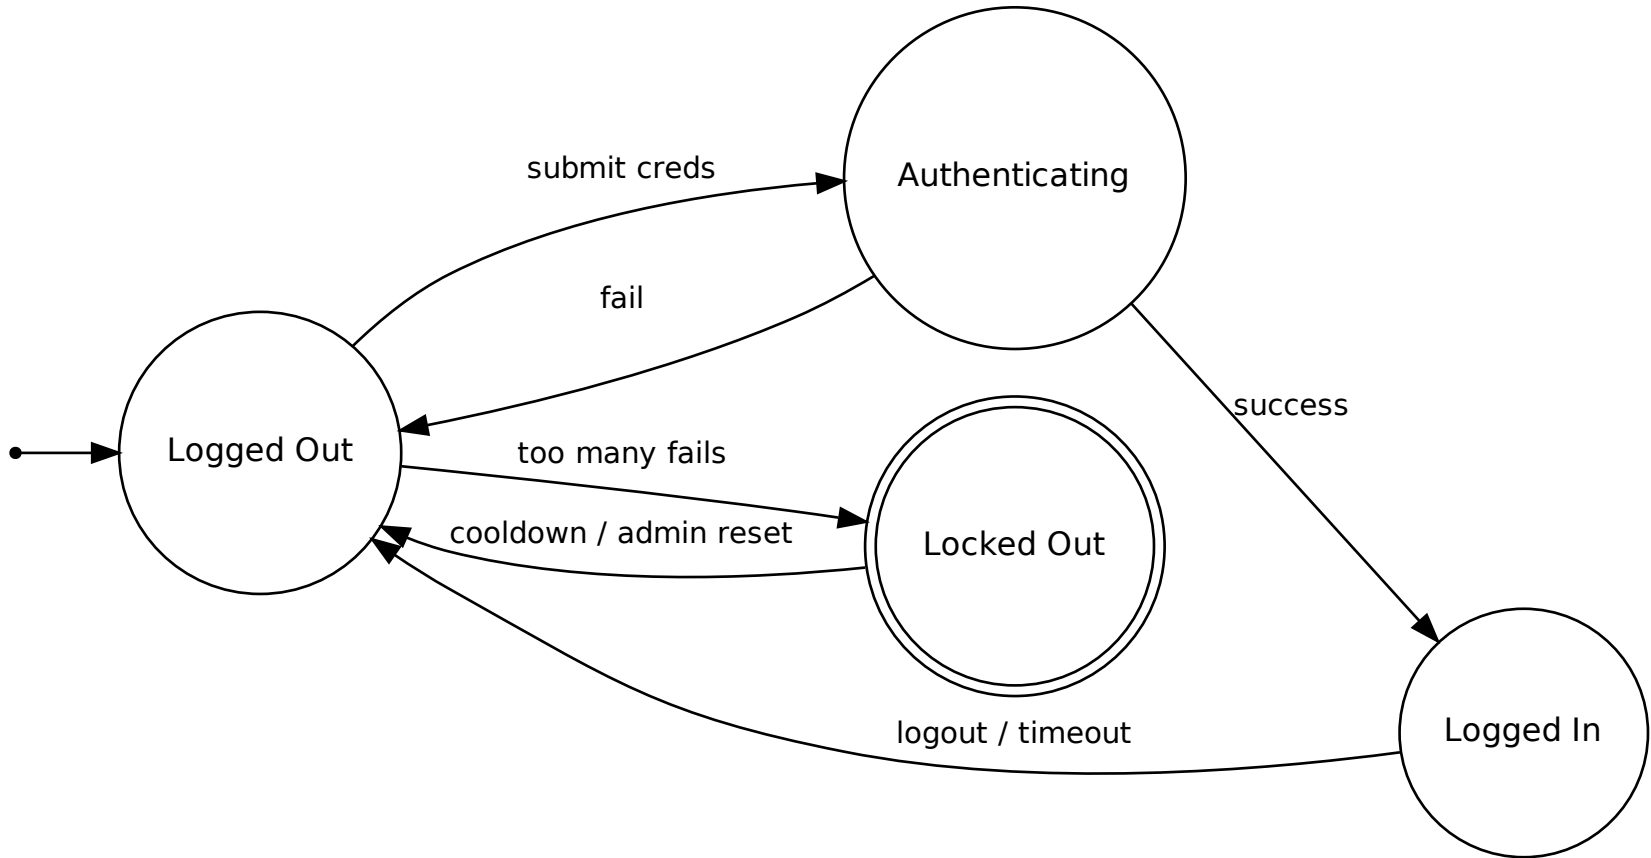 submit creds
Authenticating
fail
success
Logged Out
too many fails
cooldown / admin reset
Locked Out
logout / timeout
Logged In